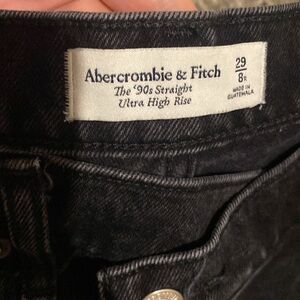 Abercrombie & Fitch
The '90s Straight
Ultra High Rise
29
8R
MADE IN
GUATEMALA